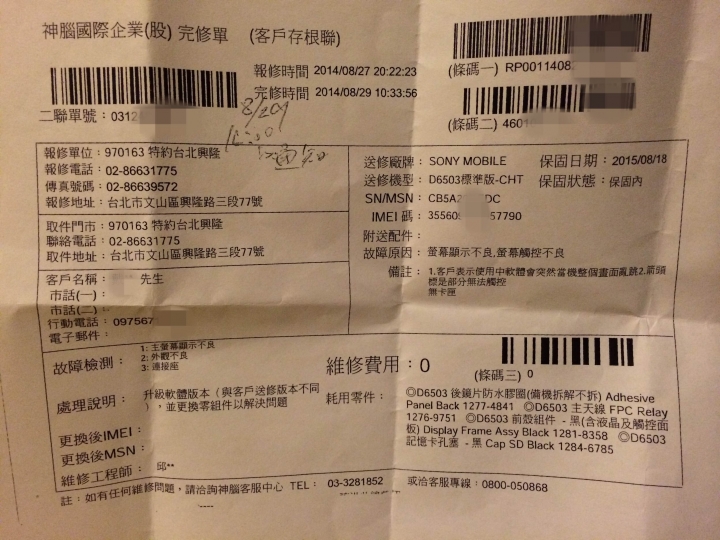 神腦國際企業(股) 完修單 (客戶存根聯)
報修時間 2014/08/27 20:22:23
完修時間 2014/08/29 10:33:56
(條碼一) RP0011408
二聯單號：0312
(條碼二) 4601
8/29
通知
報修單位：970163 特約台北興隆
報修電話：02-86631775
傳真號碼：02-86639572
報修地址：台北市文山區興隆路三段77號
取件門市：970163 特約台北興隆
聯絡電話：02-86631775
取件地址：台北市文山區興隆路三段77號
客戶名稱： 先生
市話(一)：
市話(二)：
行動電話：097567
電子郵件：
送修廠牌：SONY MOBILE 保固日期：2015/08/18
送修機型：D6503標準版-CHT 保固狀態：保固內
SN/MSN：CB5AZ DC
IMEI 碼：35560 57790
附送配件：
故障原因：螢幕顯示不良,螢幕觸控不良
備註：1.客戶表示使用中軟體會突然當機整個畫面亂跳2.箭頭
標是部分無法觸控
無卡匣
故障檢測：1: 主螢幕顯示不良
2: 外觀不良
3: 連接座
維修費用：0
(條碼三) 0
處理說明：升級軟體版本（與客戶送修版本不同
），並更換零組件以解決問題
更換後IMEI：
更換後MSN：
維修工程師：邱**
耗用零件：
◎D6503 後鏡片防水膠圈(備機拆解不拆) Adhesive
Panel Back 1277-4841 ◎D6503 主天線 FPC Relay
1276-9751 ◎D6503 前殼組件 - 黑(含液晶及觸控面
板) Display Frame Assy Black 1281-8358 ◎D6503
記憶卡孔塞 - 黑 Cap SD Black 1284-6785
註：如有任何維修問題，請洽詢神腦客服中心 TEL： 03-3281852 或洽客服專線：0800-050868